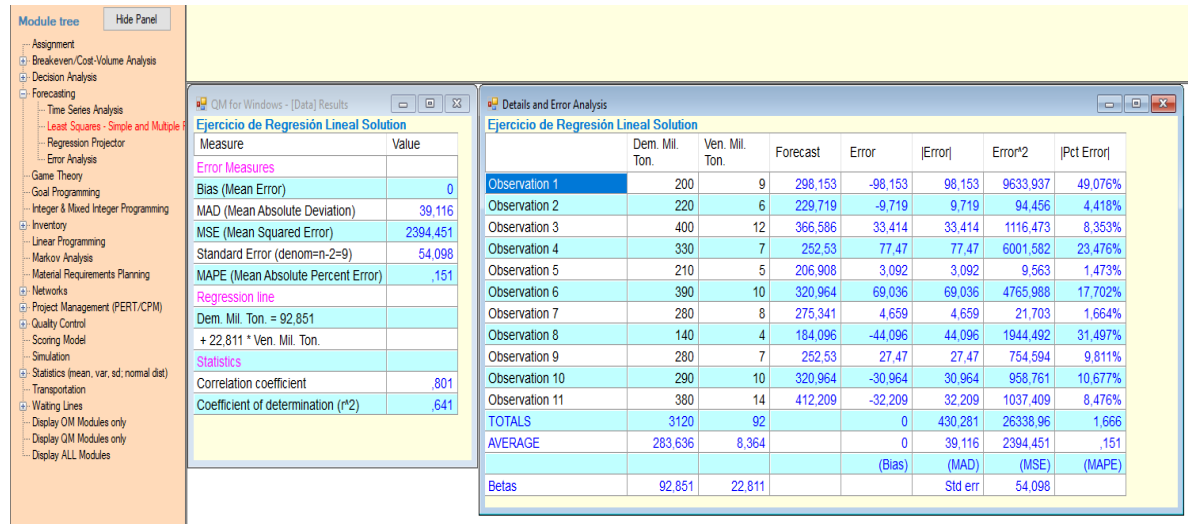 Module tree
Hide Panel
Assignment
Breakeven/Cost-Volume Analysis
Decision Analysis
Forecasting
Time Series Analysis
Least Squares - Simple and Multiple
Regression Projector
Error Analysis
Game Theory
Goal Programming
Integer & Mixed Integer Programming
Inventory
Linear Programming
Markov Analysis
Material Requirements Planning
Networks
Project Management (PERT/CPM)
Quality Control
Scoring Model
Simulation
Statistics (mean, var, sd; normal dist)
Transportation
Waiting Lines
Display OM Modules only
Display QM Modules only
Display ALL Modules
QM for Windows - [Data] Results
Ejercicio de Regresión Lineal Solution
Measure Value
Error Measures
Bias (Mean Error) 0
MAD (Mean Absolute Deviation) 39,116
MSE (Mean Squared Error) 2394,451
Standard Error (denom=n-2=9) 54,098
MAPE (Mean Absolute Percent Error) ,151
Regression line
Dem. Mil. Ton. = 92,851
+ 22,811 * Ven. Mil. Ton.
Statistics
Correlation coefficient ,801
Coefficient of determination (r^2) ,641
Details and Error Analysis
Ejercicio de Regresión Lineal Solution
Dem. Mil. Ton. Ven. Mil. Ton. Forecast Error |Error| Error^2 |Pct Error|
Observation 1 200 9 298,153 -98,153 98,153 9633,937 49,076%
Observation 2 220 6 229,719 -9,719 9,719 94,456 4,418%
Observation 3 400 12 366,586 33,414 33,414 1116,473 8,353%
Observation 4 330 7 252,53 77,47 77,47 6001,582 23,476%
Observation 5 210 5 206,908 3,092 3,092 9,563 1,473%
Observation 6 390 10 320,964 69,036 69,036 4765,988 17,702%
Observation 7 280 8 275,341 4,659 4,659 21,703 1,664%
Observation 8 140 4 184,096 -44,096 44,096 1944,492 31,497%
Observation 9 280 7 252,53 27,47 27,47 754,594 9,811%
Observation 10 290 10 320,964 -30,964 30,964 958,761 10,677%
Observation 11 380 14 412,209 -32,209 32,209 1037,409 8,476%
TOTALS 3120 92 0 430,281 26338,96 1,666
AVERAGE 283,636 8,364 0 39,116 2394,451 ,151
(Bias) (MAD) (MSE) (MAPE)
Betas 92,851 22,811 Std err 54,098